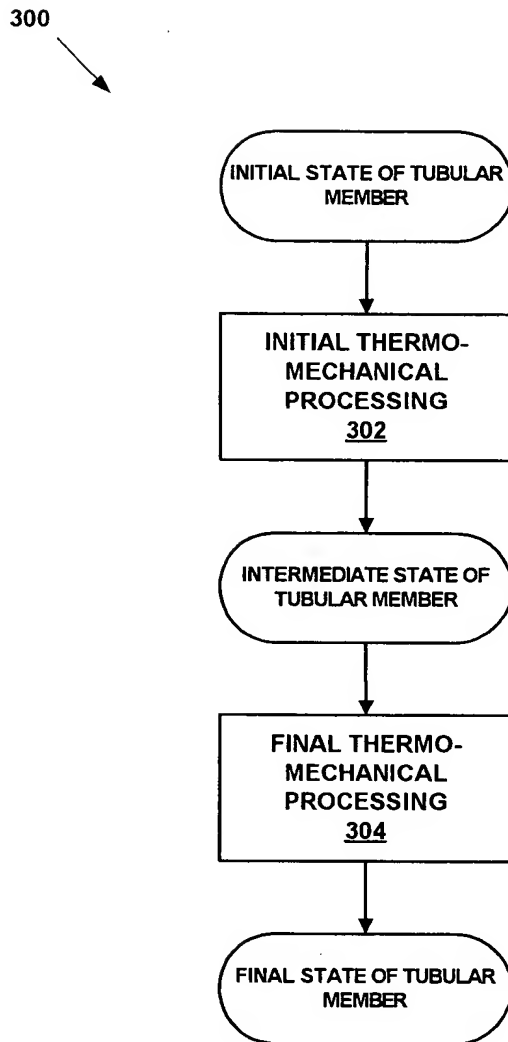 300
INITIAL STATE OF TUBULAR
MEMBER
INITIAL THERMO-
MECHANICAL
PROCESSING
302
INTERMEDIATE STATE OF
TUBULAR MEMBER
FINAL THERMO-
MECHANICAL
PROCESSING
304
FINAL STATE OF TUBULAR
MEMBER